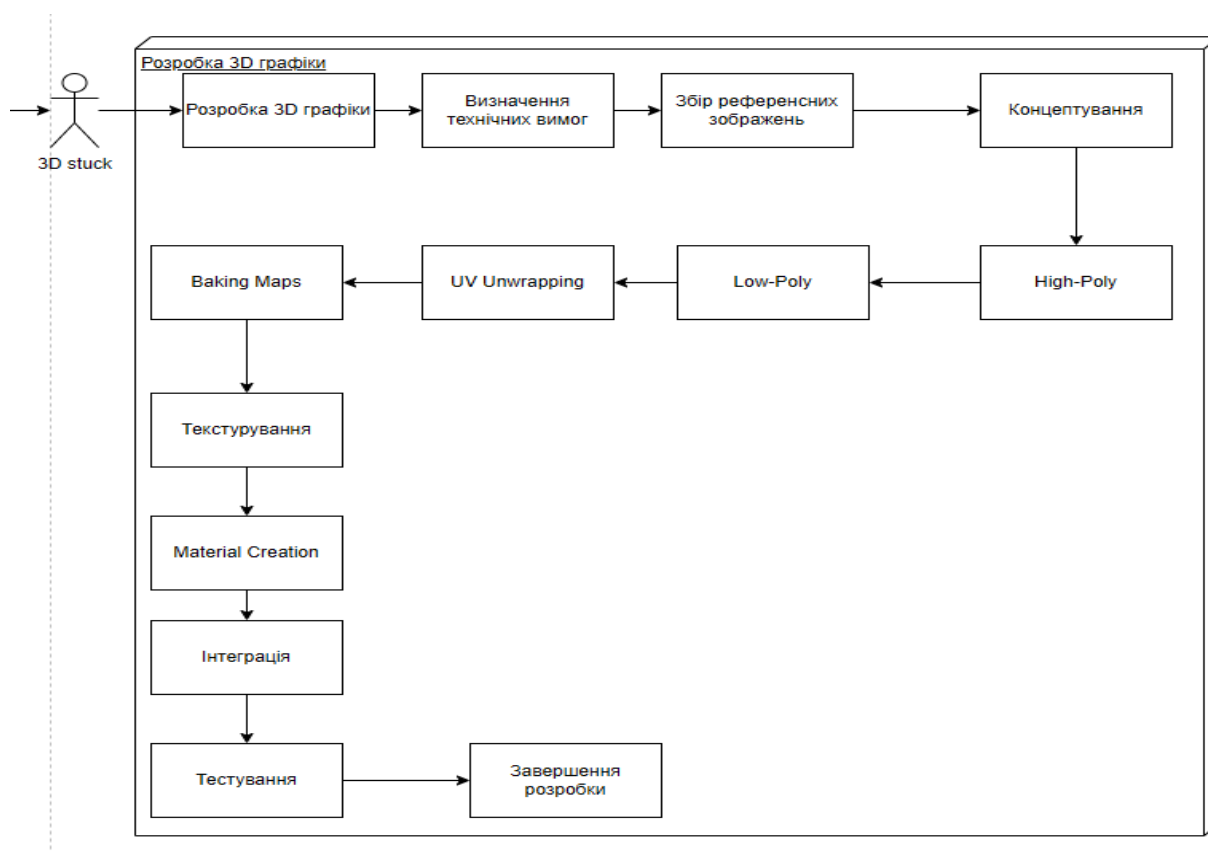 Розробка 3D графіки
3D stuck
Розробка 3D графіки
Визначення
технічних вимог
Збір референсних
зображень
Концептування
High-Poly
Low-Poly
UV Unwrapping
Baking Maps
Текстурування
Material Creation
Інтеграція
Тестування
Завершення
розробки